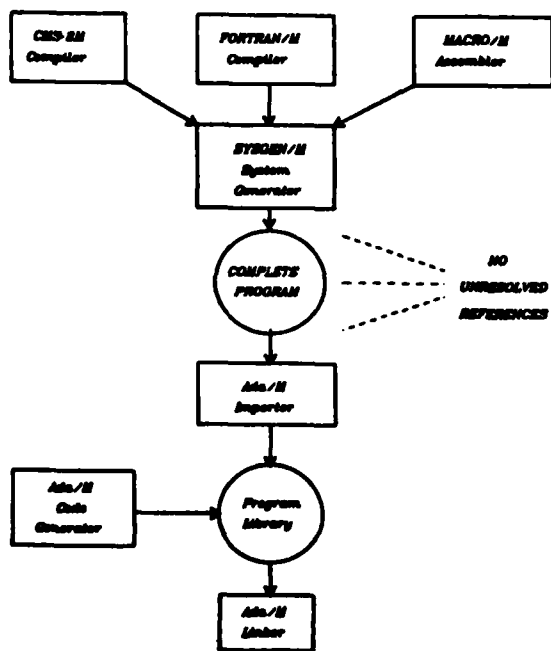 CMS-2M
Compiler
FORTRAN/M
Compiler
MACRO/M
Assembler
SYSGEN/M
System
Generator
COMPLETE
PROGRAM
NO
UNRESOLVED
REFERENCES
Ada/M
Importer
Ada/M
Code
Generator
Program
Library
Ada/M
Linker